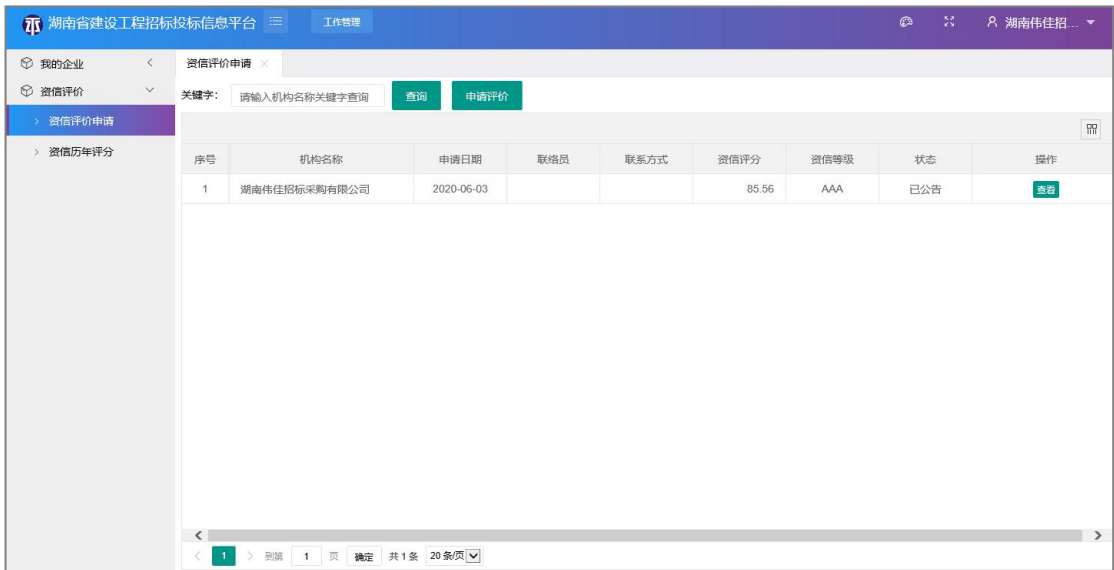 湖南省建设工程招标投标信息平台 工作管理 湖南伟佳招...
我的企业
资信评价
资信评价申请
资信历年评分
资信评价申请
关键字： 请输入机构名称关键字查询 查询 申请评价
序号 机构名称 申请日期 联络员 联系方式 资信评分 资信等级 状态 操作
1 湖南伟佳招标采购有限公司 2020-06-03 85.56 AAA 已公告 查看
1 到第 1 页 确定 共1条 20条/页